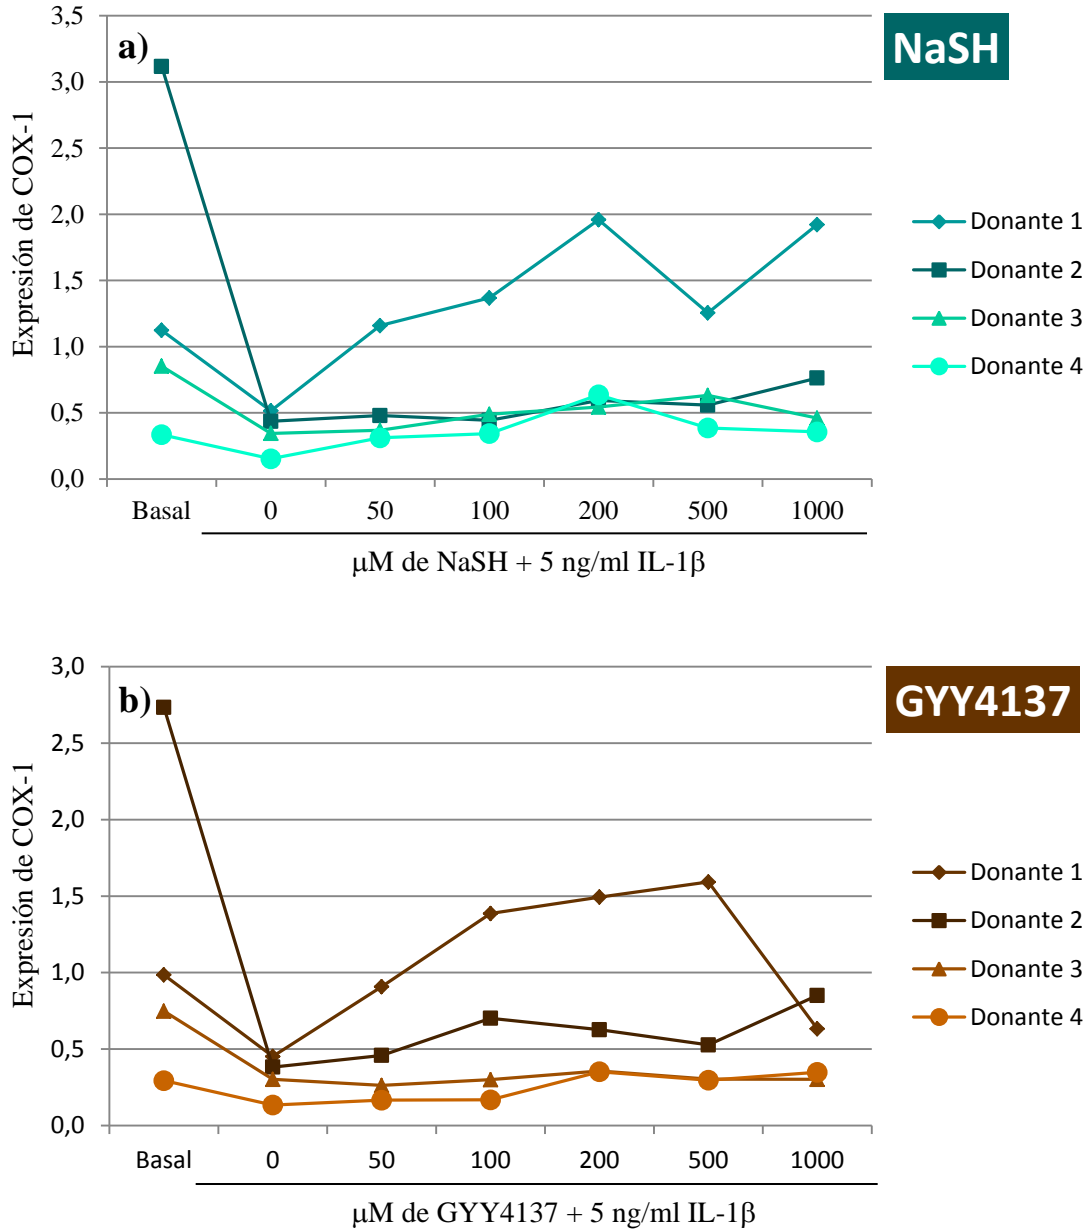 a)
NaSH
Expresión de COX-1
3,5
3,0
2,5
2,0
1,5
1,0
0,5
0,0
Basal 0 50 100 200 500 1000
μM de NaSH + 5 ng/ml IL-1β
Donante 1
Donante 2
Donante 3
Donante 4
b)
GYY4137
Expresión de COX-1
3,0
2,5
2,0
1,5
1,0
0,5
0,0
Basal 0 50 100 200 500 1000
μM de GYY4137 + 5 ng/ml IL-1β
Donante 1
Donante 2
Donante 3
Donante 4